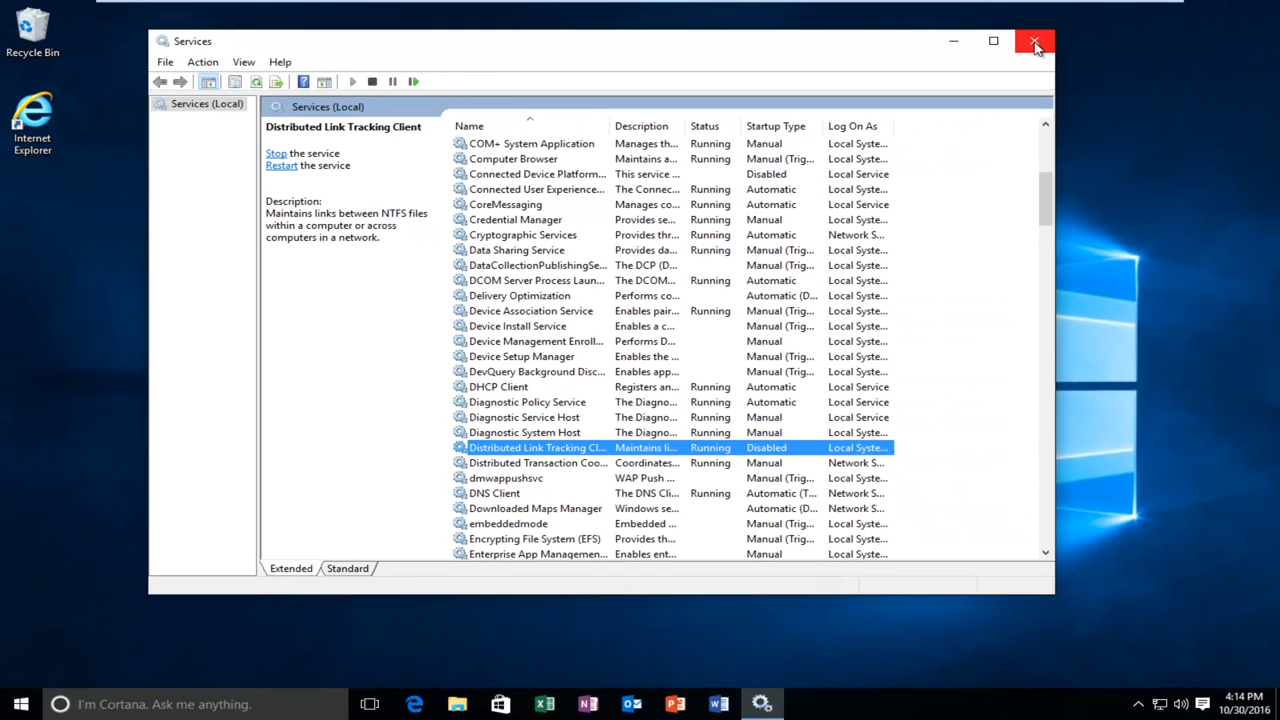 Recycle Bin
Internet
Explorer
Services
File Action View Help
Services (Local)
Services (Local)
Distributed Link Tracking Client
Stop the service
Restart the service
Description:
Maintains links between NTFS files
within a computer or across
computers in a network.
Name Description Status Startup Type Log On As
COM+ System Application Manages th... Running Manual Local Syste...
Computer Browser Maintains a... Running Manual (Trig... Local Syste...
Connected Device Platform... This service ... Disabled Local Service
Connected User Experience... The Connec... Running Automatic Local Syste...
CoreMessaging Manages co... Running Automatic Local Service
Credential Manager Provides se... Running Manual Local Syste...
Cryptographic Services Provides thr... Running Automatic Network S...
Data Sharing Service Provides da... Running Manual (Trig... Local Syste...
DataCollectionPublishingSe... The DCP (D... Manual (Trig... Local Syste...
DCOM Server Process Laun... The DCOM... Running Automatic Local Syste...
Delivery Optimization Performs co... Automatic (D... Local Syste...
Device Association Service Enables pair... Running Manual (Trig... Local Syste...
Device Install Service Enables a c... Manual (Trig... Local Syste...
Device Management Enroll... Performs D... Manual Local Syste...
Device Setup Manager Enables the ... Manual (Trig... Local Syste...
DevQuery Background Disc... Enables app... Manual (Trig... Local Syste...
DHCP Client Registers an... Running Automatic Local Service
Diagnostic Policy Service The Diagno... Running Automatic Local Service
Diagnostic Service Host The Diagno... Running Manual Local Service
Diagnostic System Host The Diagno... Running Manual Local Syste...
Distributed Link Tracking Cl... Maintains li... Running Disabled Local Syste...
Distributed Transaction Coo... Coordinates... Running Manual Network S...
dmwappushsvc WAP Push ... Manual (Trig... Local Syste...
DNS Client The DNS Cli... Running Automatic (T... Network S...
Downloaded Maps Manager Windows se... Automatic (D... Network S...
embeddedmode Embedded ... Manual (Trig... Local Syste...
Encrypting File System (EFS) Provides th... Manual (Trig... Local Syste...
Enterprise App Managemen... Enables ent... Manual Local Syste...
Extended Standard
I'm Cortana. Ask me anything.
4:14 PM
10/30/2016